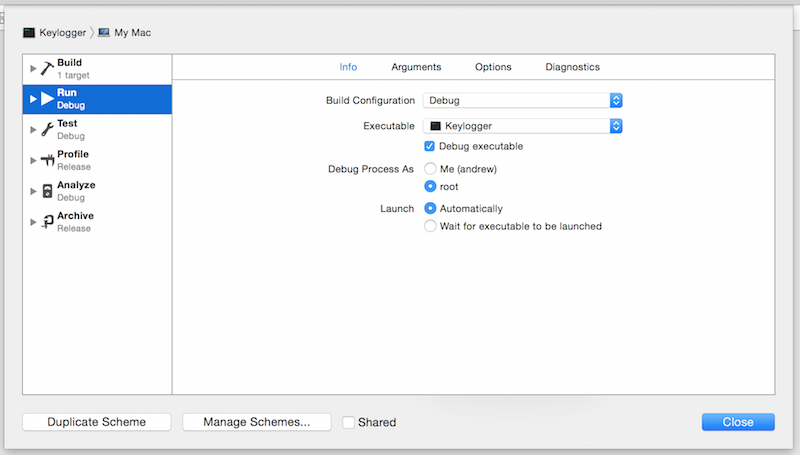 Keylogger My Mac
Info Arguments Options Diagnostics
Build
1 target
Run
Debug
Test
Debug
Profile
Release
Analyze
Debug
Archive
Release
Build Configuration Debug
Executable Keylogger
Debug executable
Debug Process As Me (andrew)
root
Launch Automatically
Wait for executable to be launched
Duplicate Scheme Manage Schemes... Shared Close